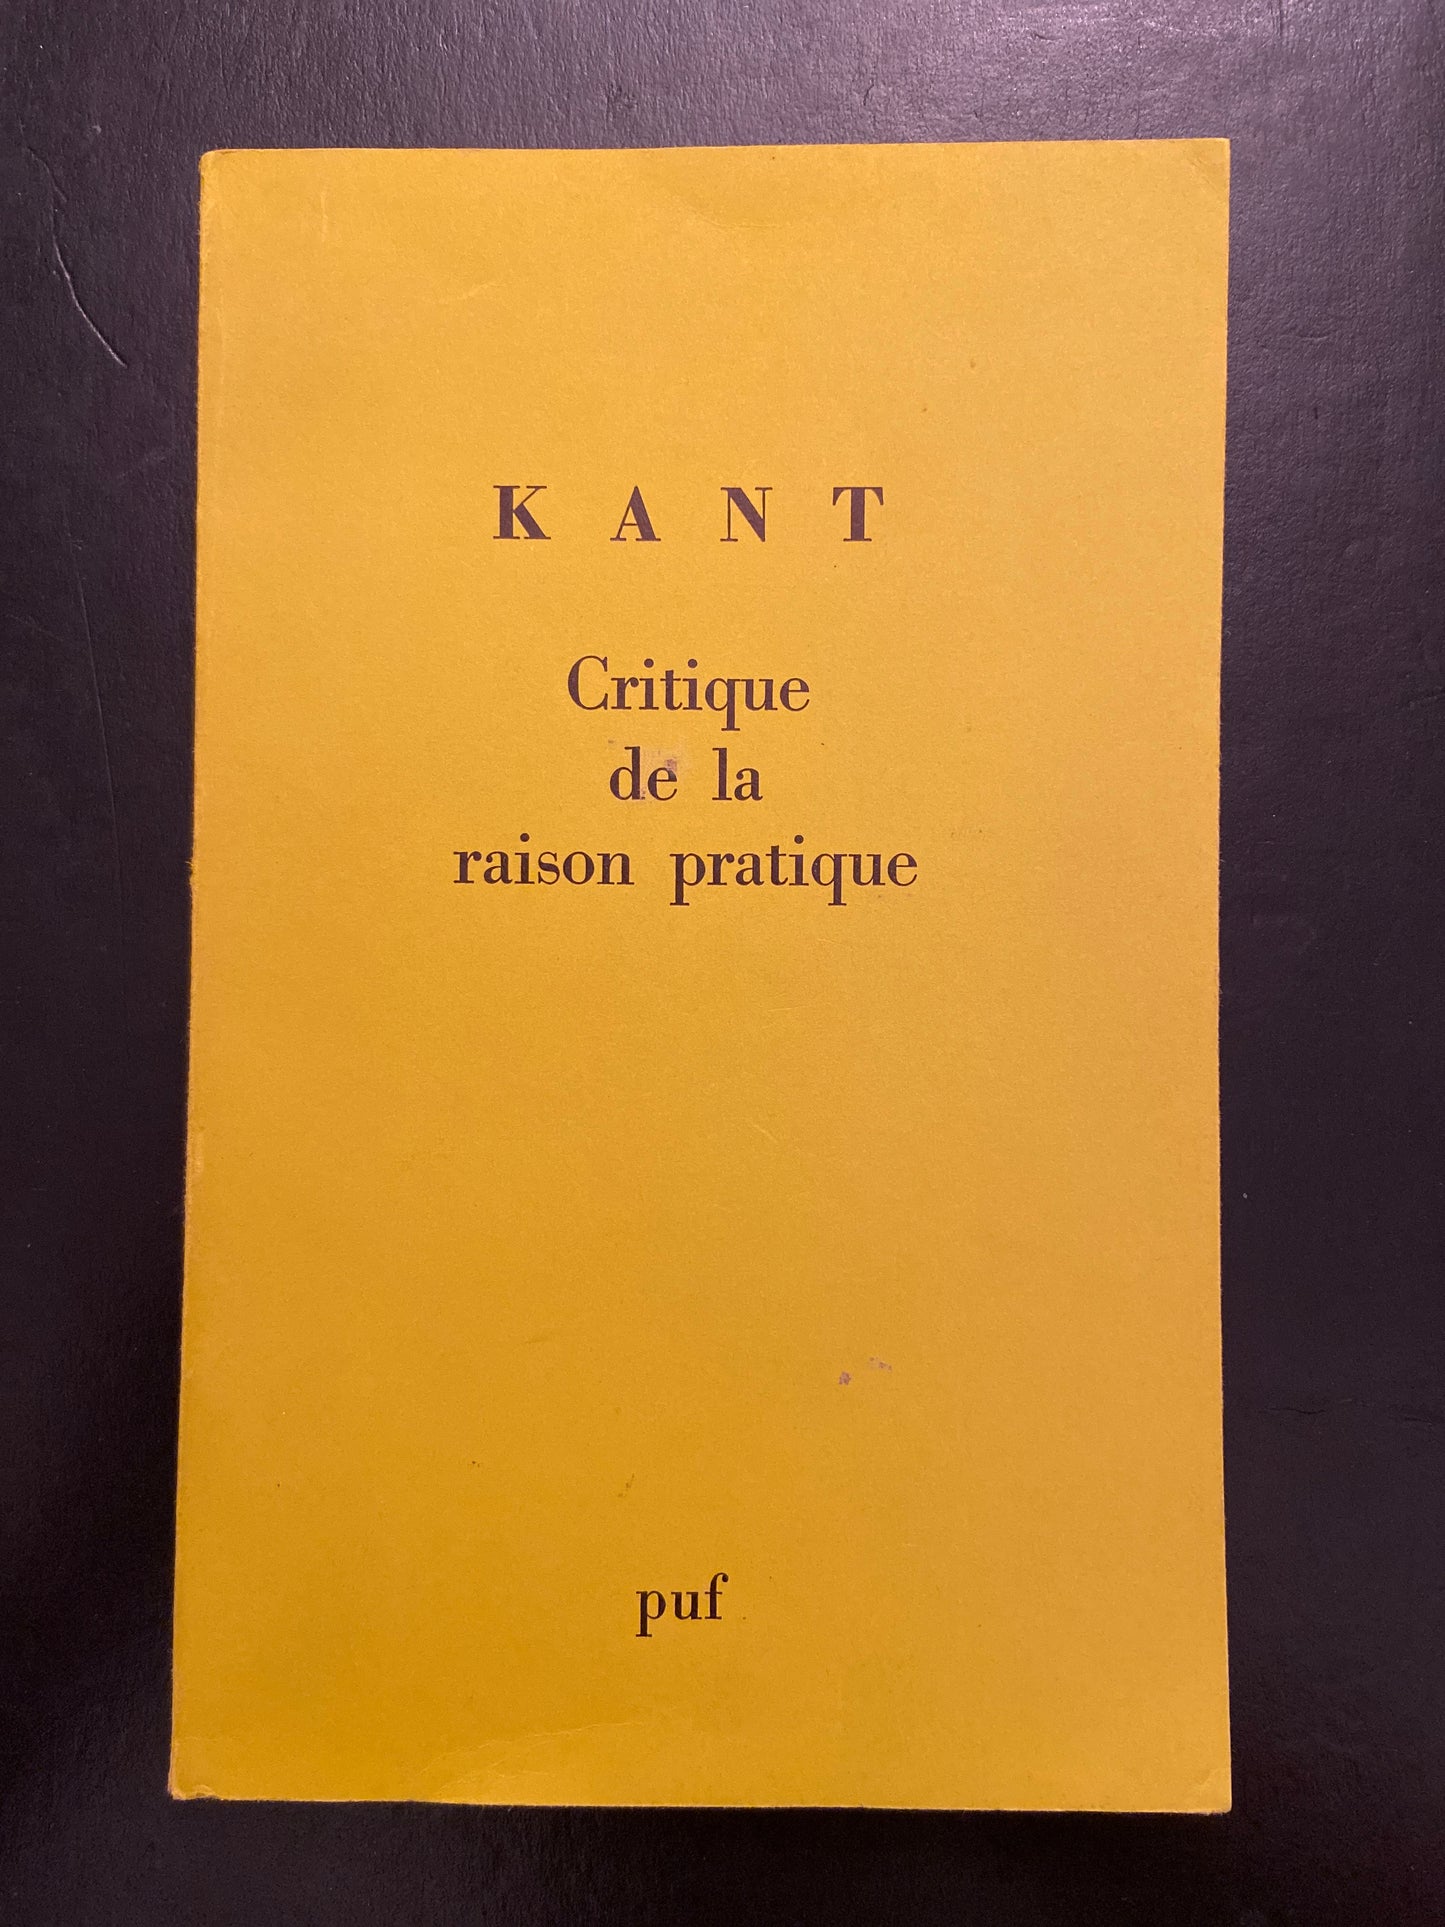 KANT
Critique
de la
raison pratique
puf